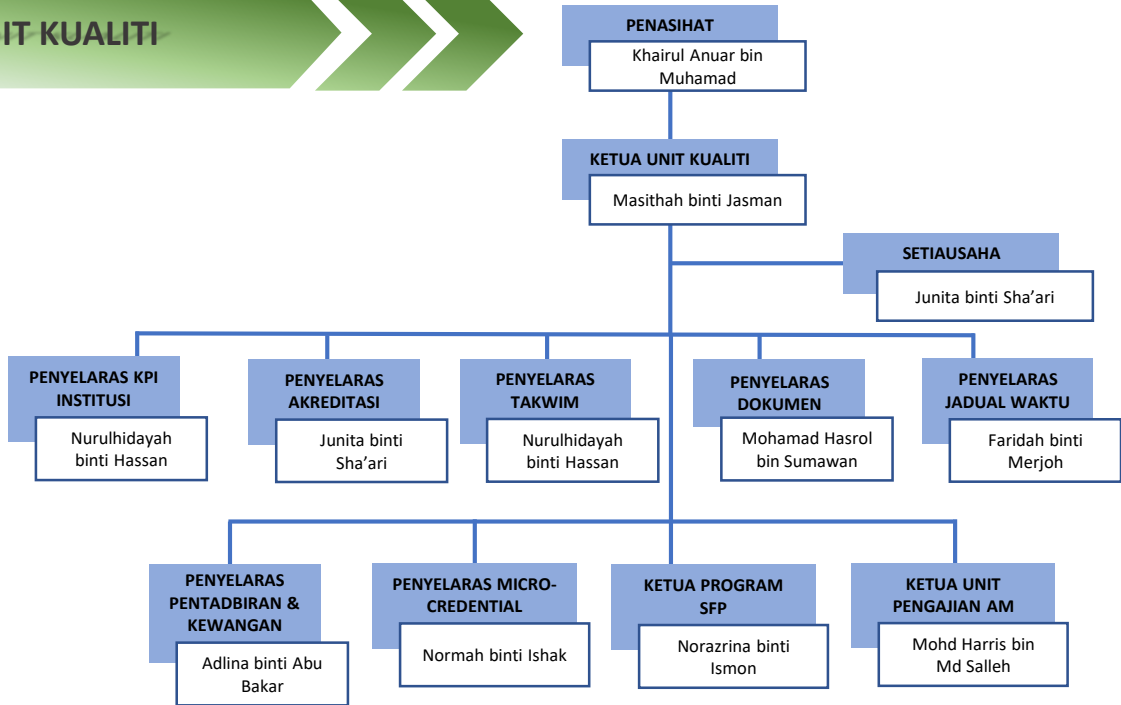 IT KUALITI
PENASIHAT
Khairul Anuar bin
Muhamad
KETUA UNIT KUALITI
Masithah binti Jasman
SETIAUSAHA
Junita binti Sha’ari
PENYELARAS KPI
INSTITUSI
Nurulhidayah
binti Hassan
PENYELARAS
AKREDITASI
Junita binti
Sha’ari
PENYELARAS
TAKWIM
Nurulhidayah
binti Hassan
PENYELARAS
DOKUMEN
Mohamad Hasrol
bin Sumawan
PENYELARAS
JADUAL WAKTU
Faridah binti
Merjoh
PENYELARAS
PENTADBIRAN &
KEWANGAN
Adlina binti Abu
Bakar
PENYELARAS MICRO-
CREDENTIAL
Normah binti Ishak
KETUA PROGRAM
SFP
Norazrina binti
Ismon
KETUA UNIT
PENGAJIAN AM
Mohd Harris bin
Md Salleh